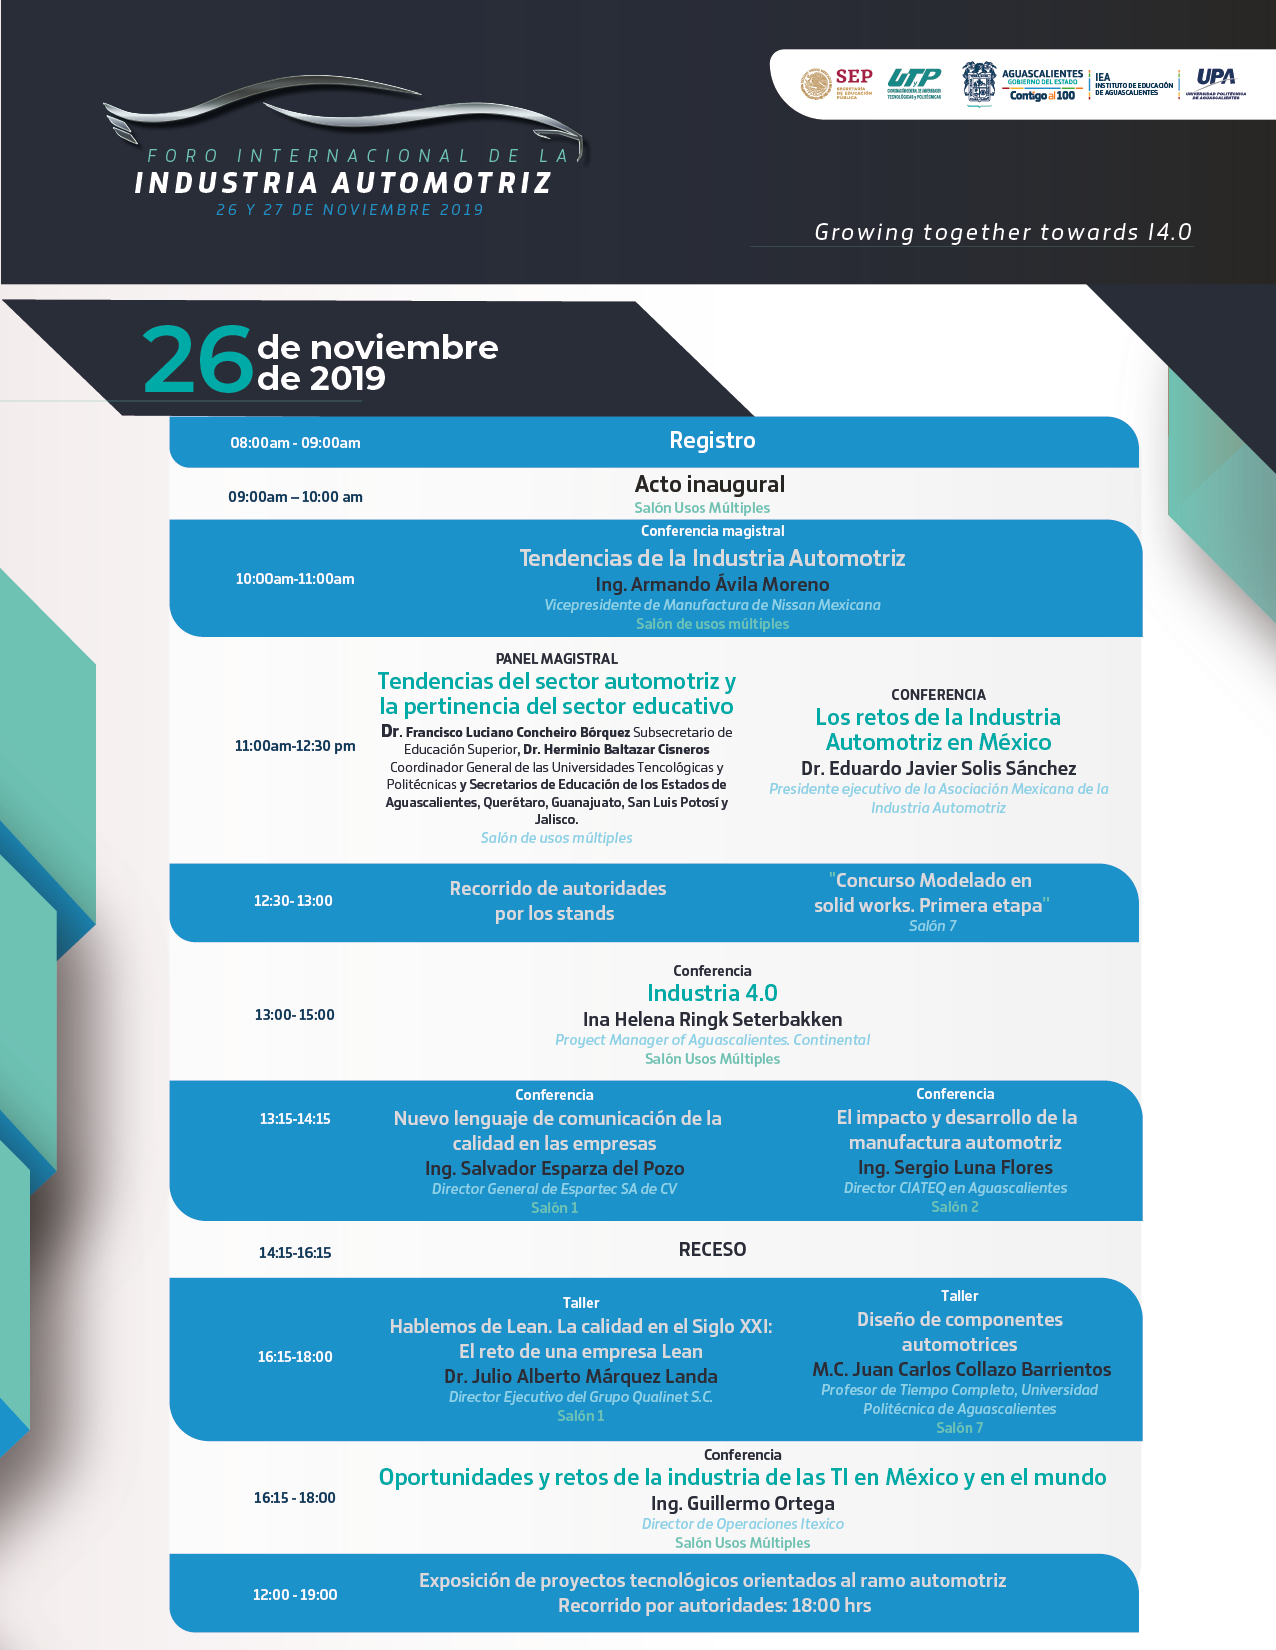 SEP
SECRETARÍA DE EDUCACIÓN PÚBLICA
UTyP
COORDINACIÓN GENERAL DE UNIVERSIDADES TECNOLÓGICAS y POLITÉCNICAS
AGUASCALIENTES
GOBIERNO DEL ESTADO
Contigo al 100
IEA
INSTITUTO DE EDUCACIÓN
DE AGUASCALIENTES
UPA
UNIVERSIDAD POLITÉCNICA
DE AGUASCALIENTES
FORO INTERNACIONAL DE LA
INDUSTRIA AUTOMOTRIZ
26 Y 27 DE NOVIEMBRE 2019
Growing together towards I4.0
26 de noviembre
de 2019
08:00am - 09:00am
Registro
09:00am – 10:00 am
Acto inaugural
Salón Usos Múltiples
10:00am-11:00am
Conferencia magistral
Tendencias de la Industria Automotriz
Ing. Armando Ávila Moreno
Vicepresidente de Manufactura de Nissan Mexicana
Salón de usos múltiples
11:00am-12:30 pm
PANEL MAGISTRAL
Tendencias del sector automotriz y
la pertinencia del sector educativo
Dr. Francisco Luciano Concheiro Bórquez Subsecretario de
Educación Superior, Dr. Herminio Baltazar Cisneros
Coordinador General de las Universidades Tencológicas y
Politécnicas y Secretarios de Educación de los Estados de
Aguascalientes, Querétaro, Guanajuato, San Luis Potosí y
Jalisco.
Salón de usos múltiples
CONFERENCIA
Los retos de la Industria
Automotriz en México
Dr. Eduardo Javier Solis Sánchez
Presidente ejecutivo de la Asociación Mexicana de la
Industria Automotriz
12:30- 13:00
Recorrido de autoridades
por los stands
"Concurso Modelado en
solid works. Primera etapa"
Salón 7
13:00- 15:00
Conferencia
Industria 4.0
Ina Helena Ringk Seterbakken
Proyect Manager of Aguascalientes. Continental
Salón Usos Múltiples
13:15-14:15
Conferencia
Nuevo lenguaje de comunicación de la
calidad en las empresas
Ing. Salvador Esparza del Pozo
Director General de Espartec SA de CV
Salón 1
Conferencia
El impacto y desarrollo de la
manufactura automotriz
Ing. Sergio Luna Flores
Director CIATEQ en Aguascalientes
Salón 2
14:15-16:15
RECESO
16:15-18:00
Taller
Hablemos de Lean. La calidad en el Siglo XXI:
El reto de una empresa Lean
Dr. Julio Alberto Márquez Landa
Director Ejecutivo del Grupo Qualinet S.C.
Salón 1
Taller
Diseño de componentes
automotrices
M.C. Juan Carlos Collazo Barrientos
Profesor de Tiempo Completo, Universidad
Politécnica de Aguascalientes
Salón 7
16:15 - 18:00
Conferencia
Oportunidades y retos de la industria de las TI en México y en el mundo
Ing. Guillermo Ortega
Director de Operaciones Itexico
Salón Usos Múltiples
12:00 - 19:00
Exposición de proyectos tecnológicos orientados al ramo automotriz
Recorrido por autoridades: 18:00 hrs